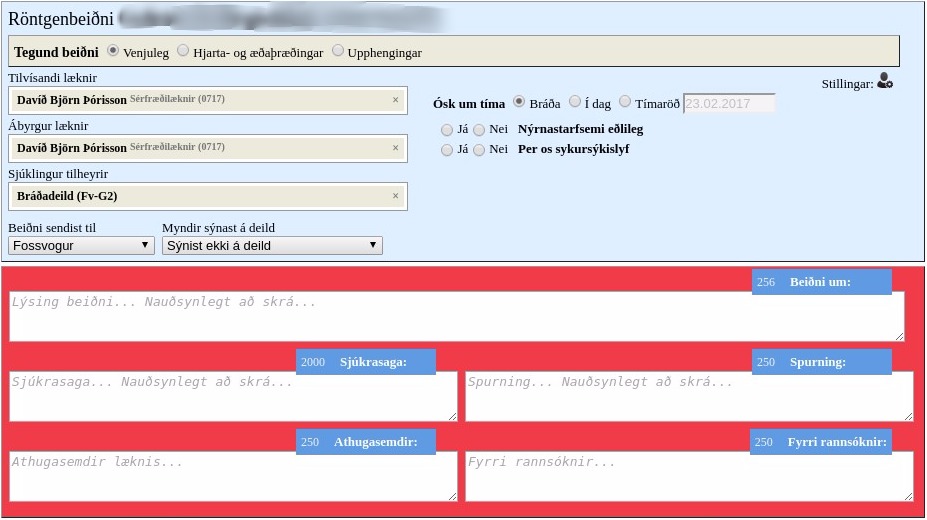 Röntgenbeiðni
Tegund beiðni Venjuleg Hjarta- og æðaþræðingar Upphengingar
Tilvísandi læknir
Stillingar:
Davíð Björn Þórisson Sérfræðilæknir (0717) ×
Ósk um tíma Bráða Í dag Tímaröð 23.02.2017
Ábyrgur læknir
Já Nei Nýrnastarfsemi eðlileg
Davíð Björn Þórisson Sérfræðilæknir (0717) ×
Já Nei Per os sykursýkislyf
Sjúklingur tilheyrir
Bráðadeild (Fv-G2) ×
Beiðni sendist til Myndir sýnast á deild
Fossvogur Sýnist ekki á deild
256 Beiðni um:
Lýsing beiðni... Nauðsynlegt að skrá...
2000 Sjúkrasaga: 250 Spurning:
Sjúkrasaga... Nauðsynlegt að skrá... Spurning... Nauðsynlegt að skrá...
250 Athugasemdir: 250 Fyrri rannsóknir:
Athugasemdir læknis... Fyrri rannsóknir...